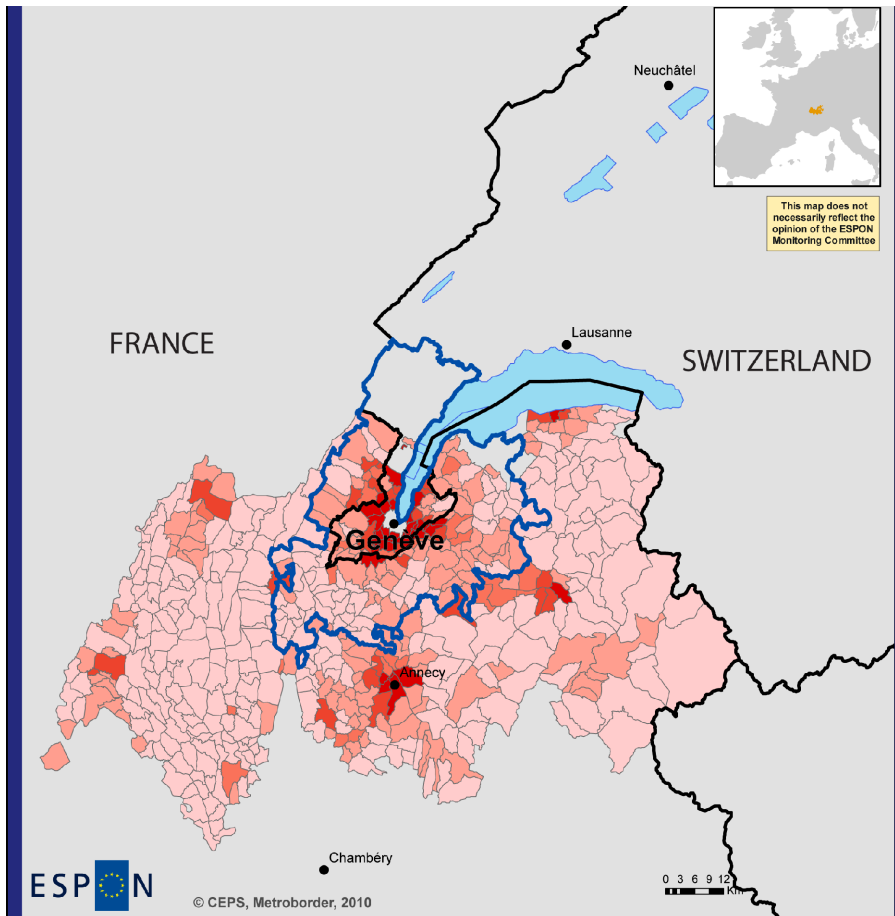 Neuchâtel
This map does not
necessarily reflect the
opinion of the ESPON
Monitoring Committee
Lausanne
FRANCE
SWITZERLAND
Genève
Annecy
Chambéry
0 3 6 9 12
Km
ESPON
© CEPS, Metroborder, 2010